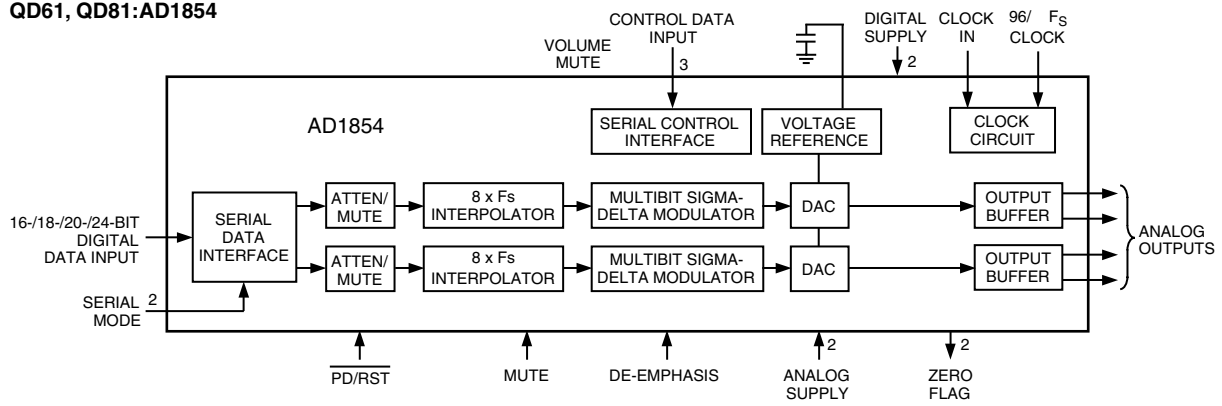 QD61, QD81:AD1854
CONTROL DATA
INPUT
VOLUME
MUTE
3
DIGITAL
SUPPLY
2
CLOCK
IN
96/ FS
CLOCK
AD1854
SERIAL CONTROL
INTERFACE
VOLTAGE
REFERENCE
CLOCK
CIRCUIT
16-/18-/20-/24-BIT
DIGITAL
DATA INPUT
SERIAL
DATA
INTERFACE
ATTEN/
MUTE
8 x Fs
INTERPOLATOR
MULTIBIT SIGMA-
DELTA MODULATOR
DAC
OUTPUT
BUFFER
ATTEN/
MUTE
8 x Fs
INTERPOLATOR
MULTIBIT SIGMA-
DELTA MODULATOR
DAC
OUTPUT
BUFFER
ANALOG
OUTPUTS
SERIAL
MODE
2
PD/RST
MUTE
DE-EMPHASIS
2
ANALOG
SUPPLY
2
ZERO
FLAG